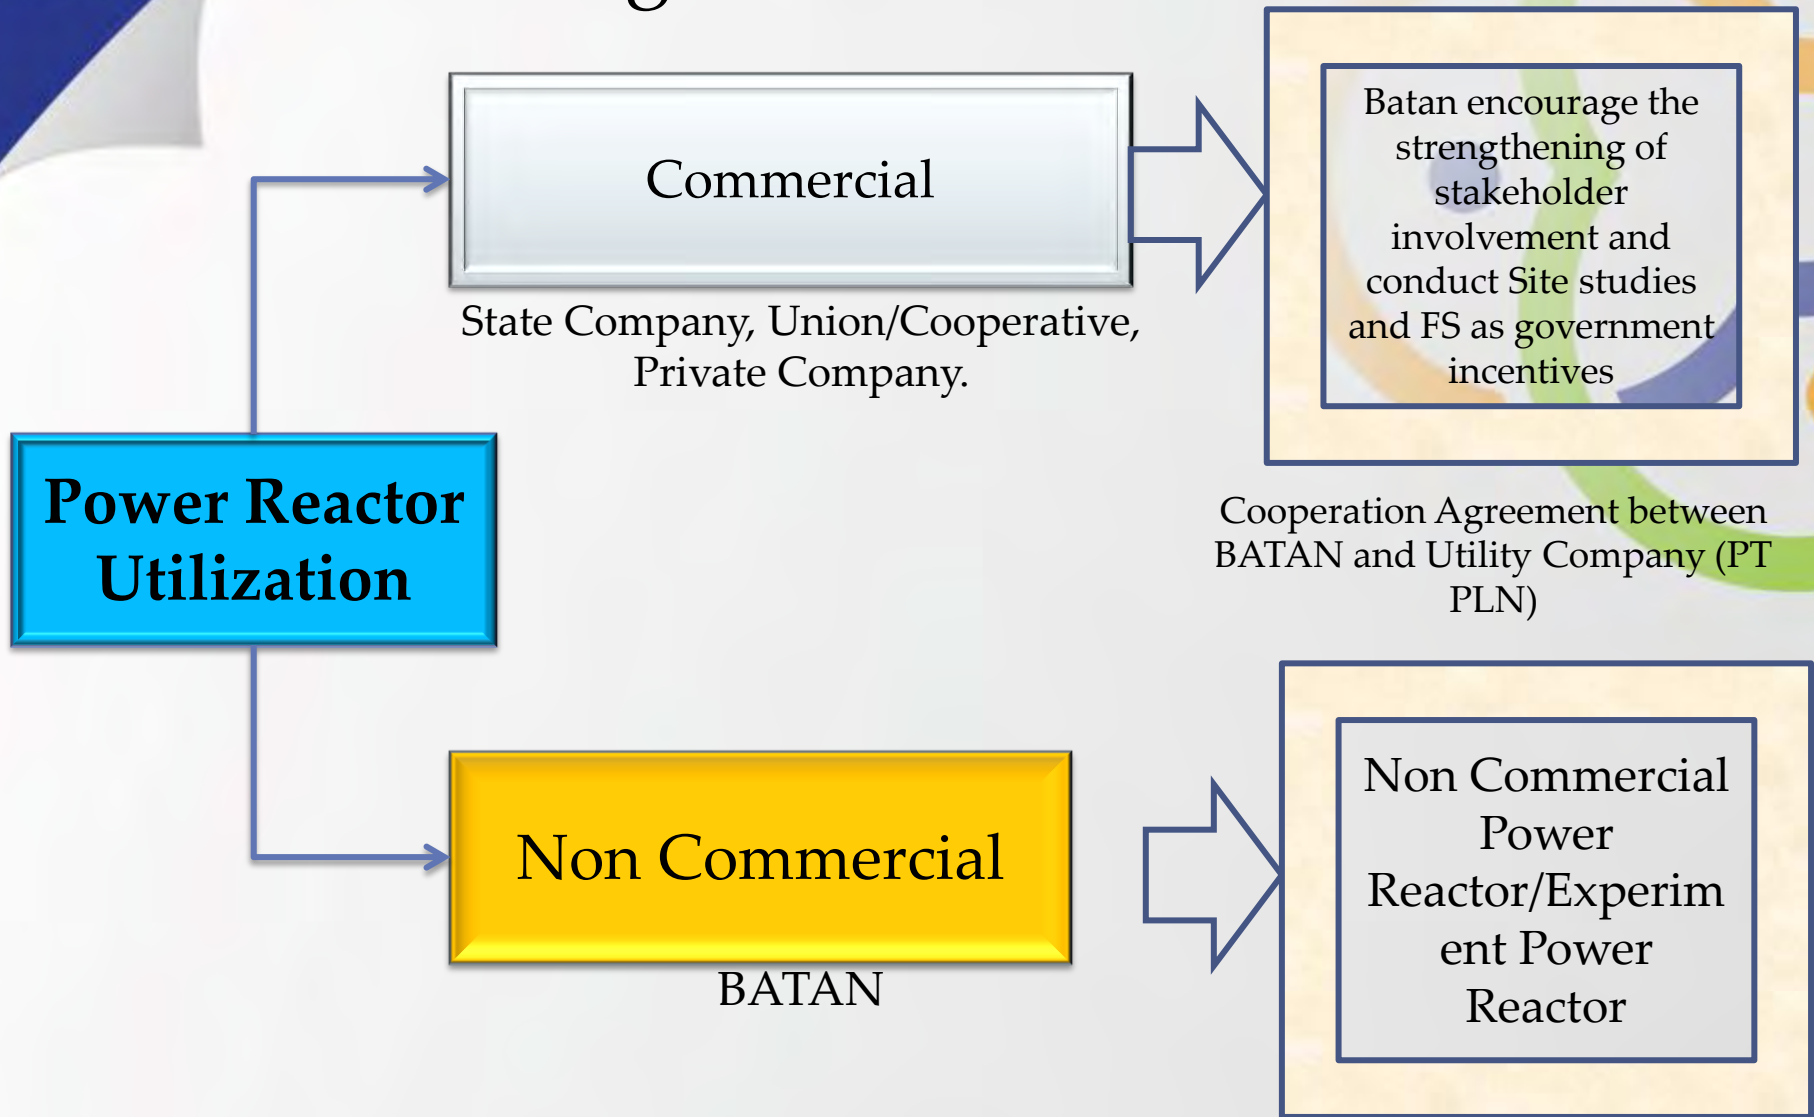 Commercial
State Company, Union/Cooperative,
Private Company.
Batan encourage the
strengthening of
stakeholder
involvement and
conduct Site studies
and FS as government
incentives
Cooperation Agreement between
BATAN and Utility Company (PT
PLN)
Power Reactor
Utilization
Non Commercial
BATAN
Non Commercial
Power
Reactor/Experim
ent Power
Reactor